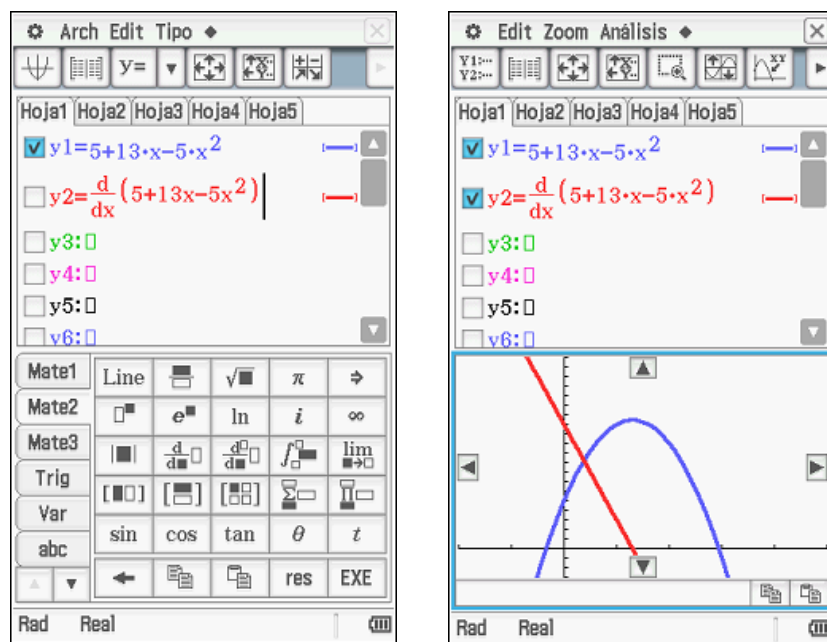 Arch Edit Tipo
y=
Hoja1 Hoja2 Hoja3 Hoja4 Hoja5
y1=5+13·x-5·x²
y2=d/dx(5+13x-5x²)
y3:
y4:
y5:
y6:
Mate1
Mate2
Mate3
Trig
Var
abc
Line √ π ⇒
e ln i ∞
d/d d/d ∫ lim
Σ Π
sin cos tan θ t
res EXE
Rad Real
Edit Zoom Análisis
Y1:...
Y2:...
XY
Hoja1 Hoja2 Hoja3 Hoja4 Hoja5
y1=5+13·x-5·x²
y2=d/dx(5+13·x-5·x²)
y3:
y4:
y5:
y6:
Rad Real